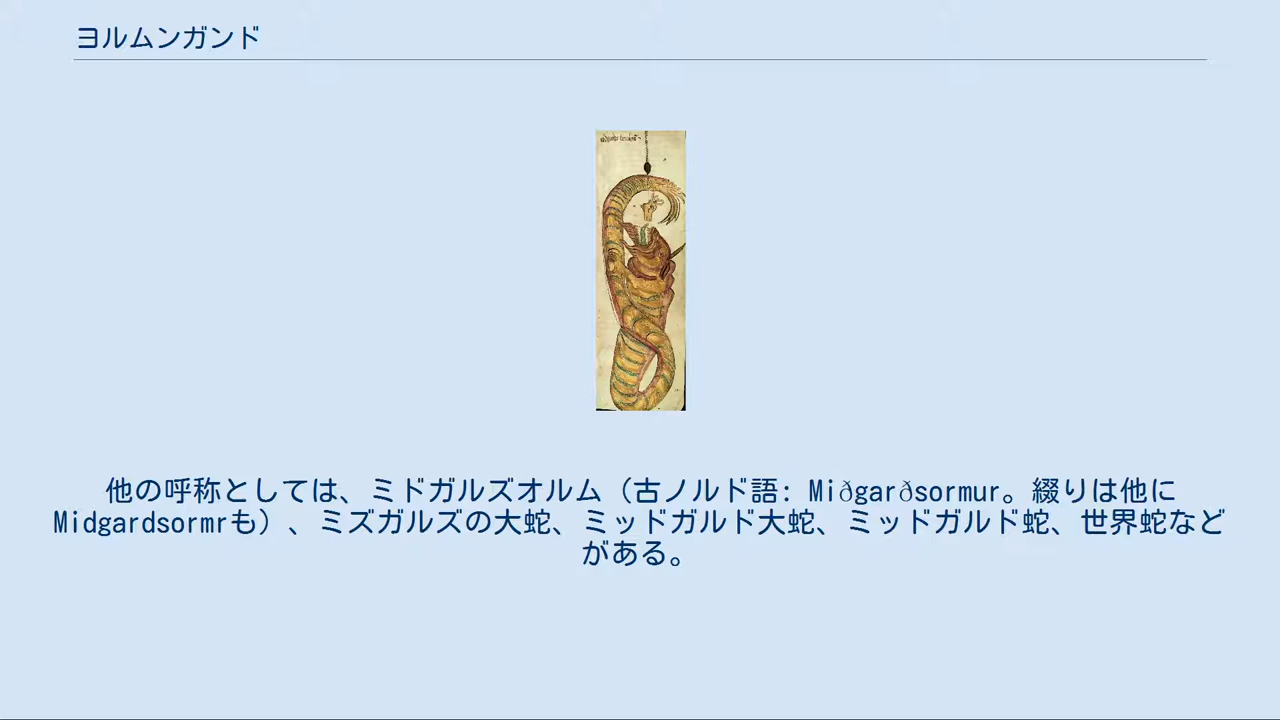 ヨルムンガンド
他の呼称としては、ミドガルズオルム（古ノルド語: Miðgarðsormur。綴りは他に
Midgardsormrも）、ミズガルズの大蛇、ミッドガルド大蛇、ミッドガルド蛇、世界蛇など
がある。